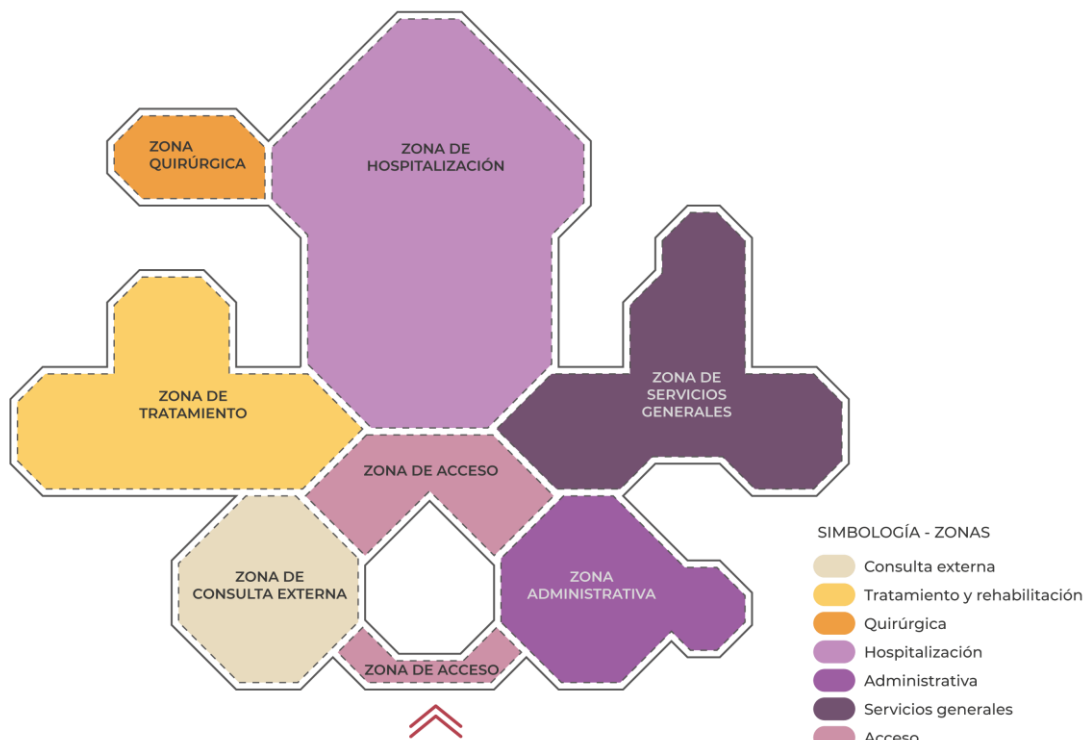 ZONA
QUIRÚRGICA
ZONA DE
HOSPITALIZACIÓN
ZONA DE
TRATAMIENTO
ZONA DE
SERVICIOS
GENERALES
ZONA DE ACCESO
ZONA DE
CONSULTA EXTERNA
ZONA
ADMINISTRATIVA
ZONA DE ACCESO
SIMBOLOGÍA - ZONAS
Consulta externa
Tratamiento y rehabilitación
Quirúrgica
Hospitalización
Administrativa
Servicios generales
Acceso